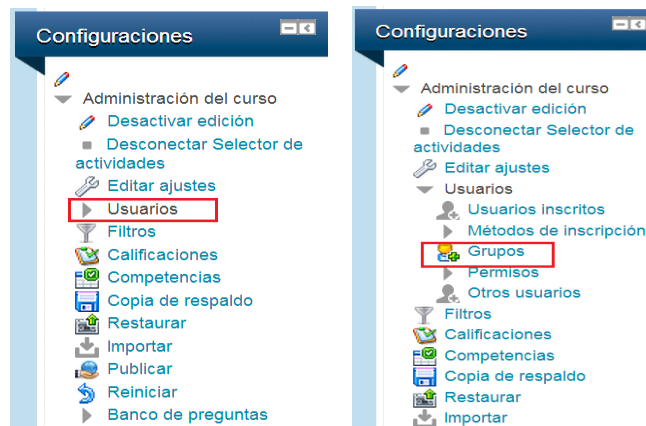 Configuraciones
Administración del curso
Desactivar edición
Desconectar Selector de
actividades
Editar ajustes
Usuarios
Filtros
Calificaciones
Competencias
Copia de respaldo
Restaurar
Importar
Publicar
Reiniciar
Banco de preguntas
Configuraciones
Administración del curso
Desactivar edición
Desconectar Selector de
actividades
Editar ajustes
Usuarios
Usuarios inscritos
Métodos de inscripción
Grupos
Permisos
Otros usuarios
Filtros
Calificaciones
Competencias
Copia de respaldo
Restaurar
Importar